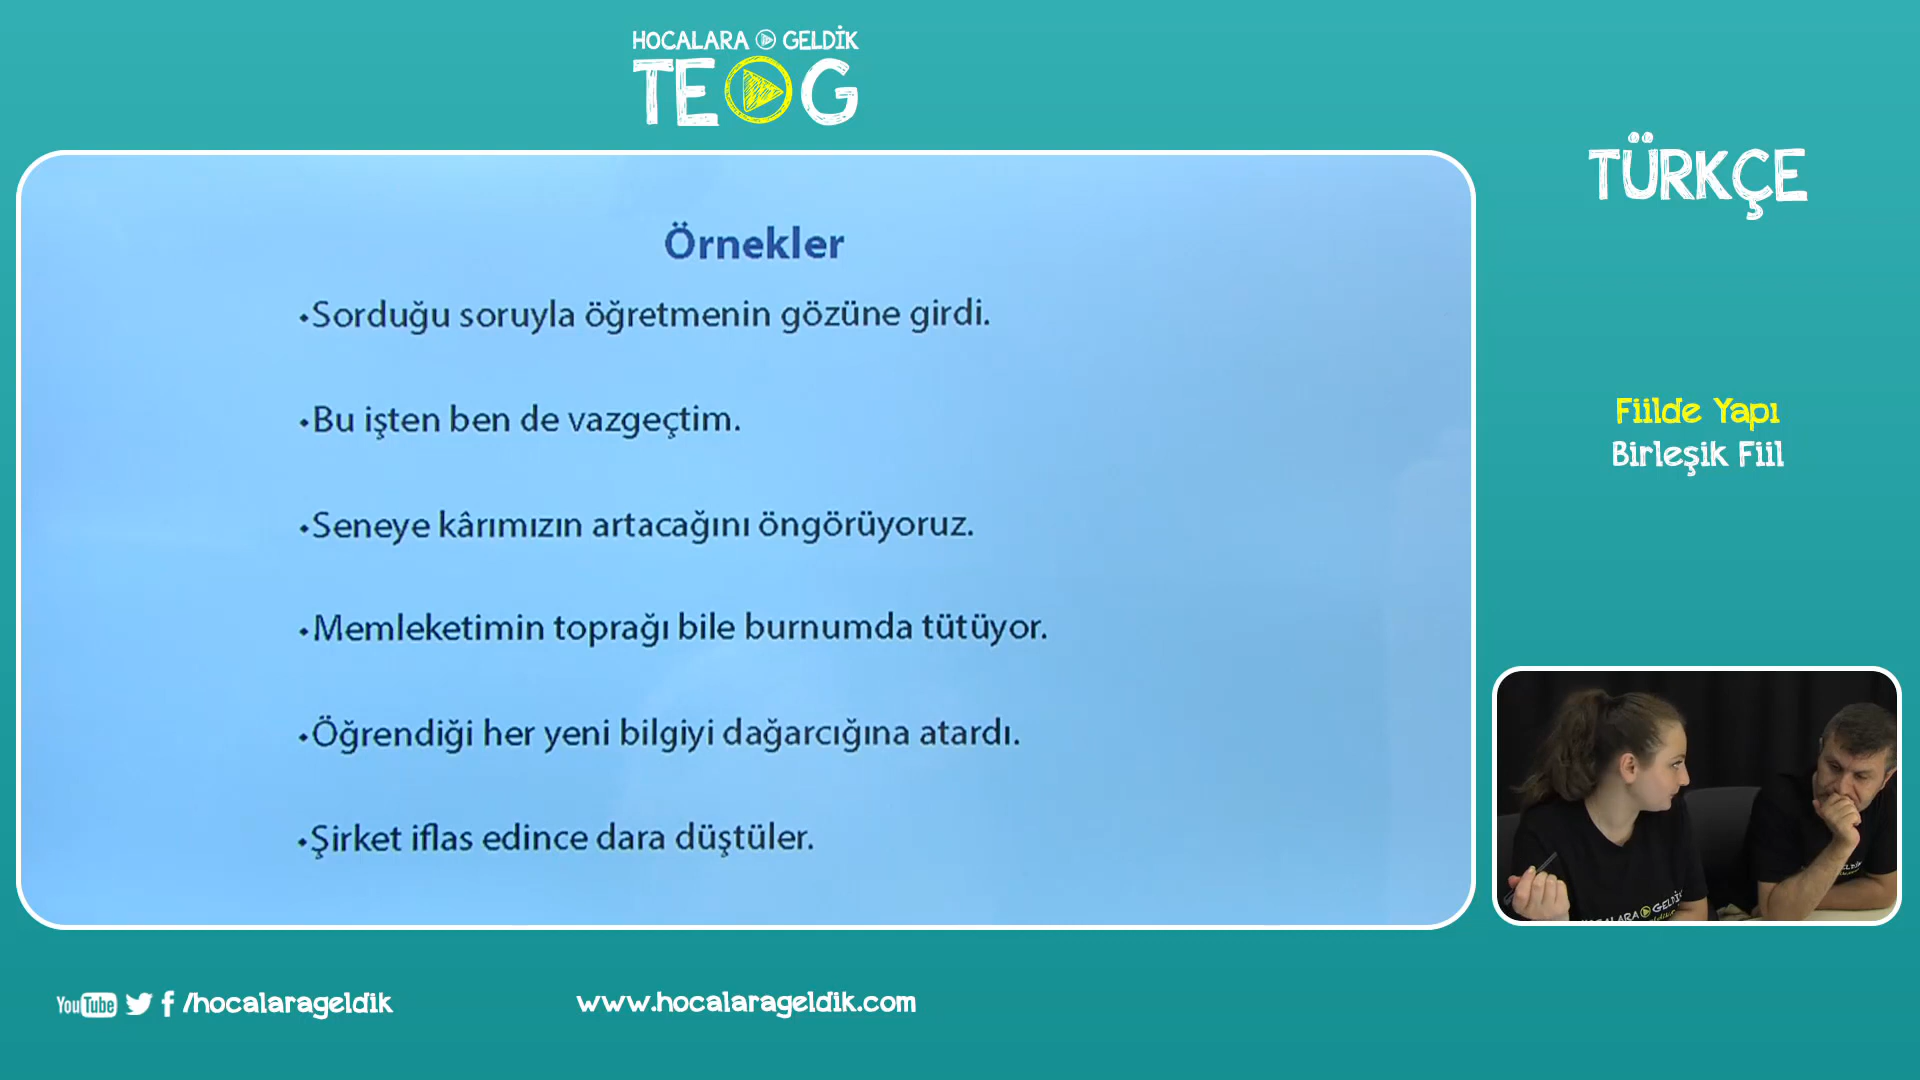 HOCALARA GELDİK
TEOG
TÜRKÇE
Örnekler
•Sorduğu soruyla öğretmenin gözüne girdi.
•Bu işten ben de vazgeçtim.
•Seneye kârımızın artacağını öngörüyoruz.
•Memleketimin toprağı bile burnumda tütüyor.
•Öğrendiği her yeni bilgiyi dağarcığına atardı.
•Şirket iflas edince dara düştüler.
Fiilde Yapı
Birleşik Fiil
GELDİK
YouTube /hocalarageldik
www.hocalarageldik.com